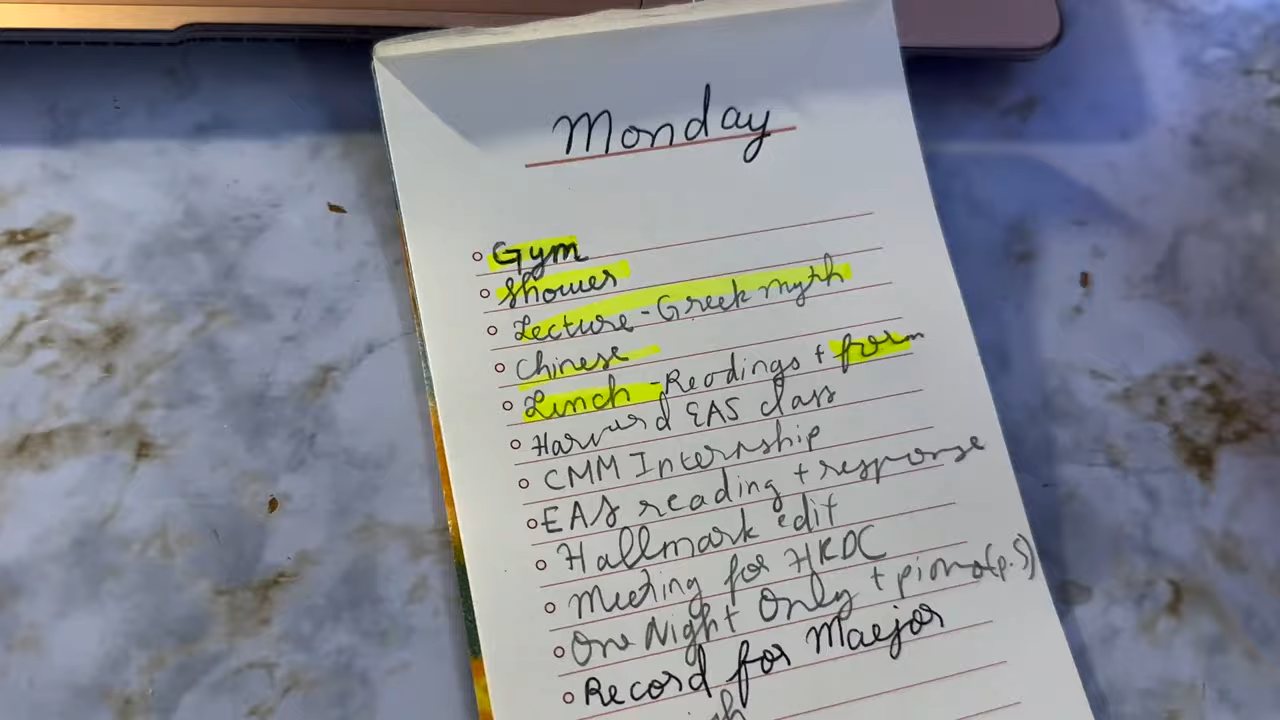 Monday
Gym
Shower
Lecture - Greek myth
Chinese
Lunch - Readings + form
Harvard EAS class
CMM Internship
EAS reading + response
Hallmark edit
Meeting for HRDC
One Night Only + piano (p.S)
Record for Maejor